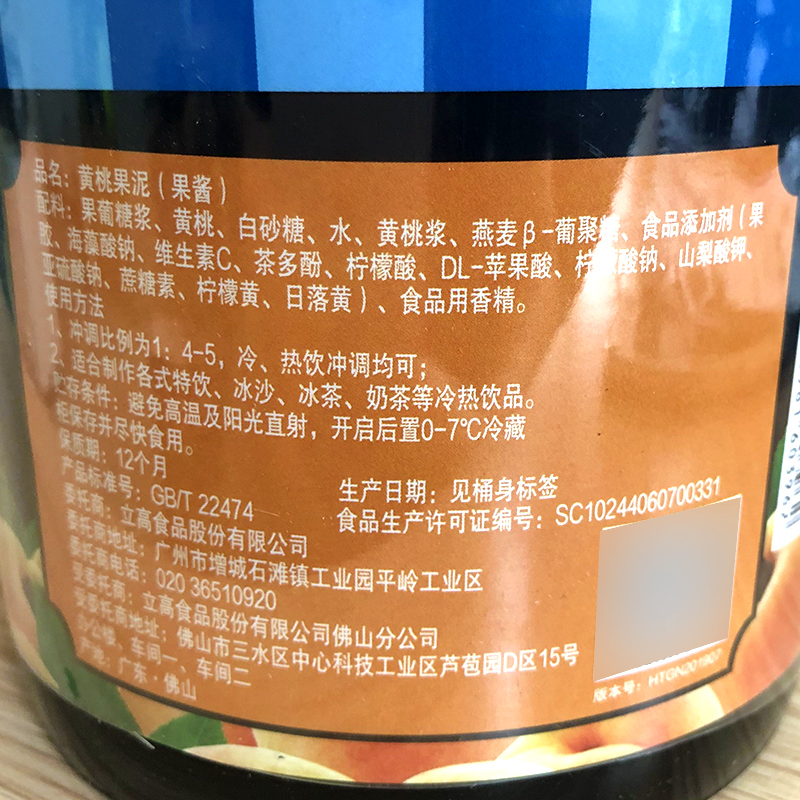 品名：黄桃果泥（果酱）
配料：果葡糖浆、黄桃、白砂糖、水、黄桃浆、燕麦β-葡聚糖、食品添加剂（果
胶、海藻酸钠、维生素C、茶多酚、柠檬酸、DL-苹果酸、柠檬酸钠、山梨酸钾、
亚硫酸钠、蔗糖素、柠檬黄、日落黄）、食品用香精。
使用方法
1、冲调比例为1：4-5，冷、热饮冲调均可；
2、适合制作各式特饮、冰沙、冰茶、奶茶等冷热饮品。
贮存条件：避免高温及阳光直射，开启后置0-7℃冷藏
柜保存并尽快食用。
保质期：12个月
生产日期：见桶身标签
产品标准号：GB/T 22474
食品生产许可证编号：SC10244060700331
委托商：立高食品股份有限公司
委托商地址：广州市增城石滩镇工业园平岭工业区
委托商电话：020 36510920
受委托商：立高食品股份有限公司佛山分公司
受委托商地址：佛山市三水区中心科技工业区芦苞园D区15号
办公楼、车间一、车间二
产地：广东·佛山
版本号：HTGN201907